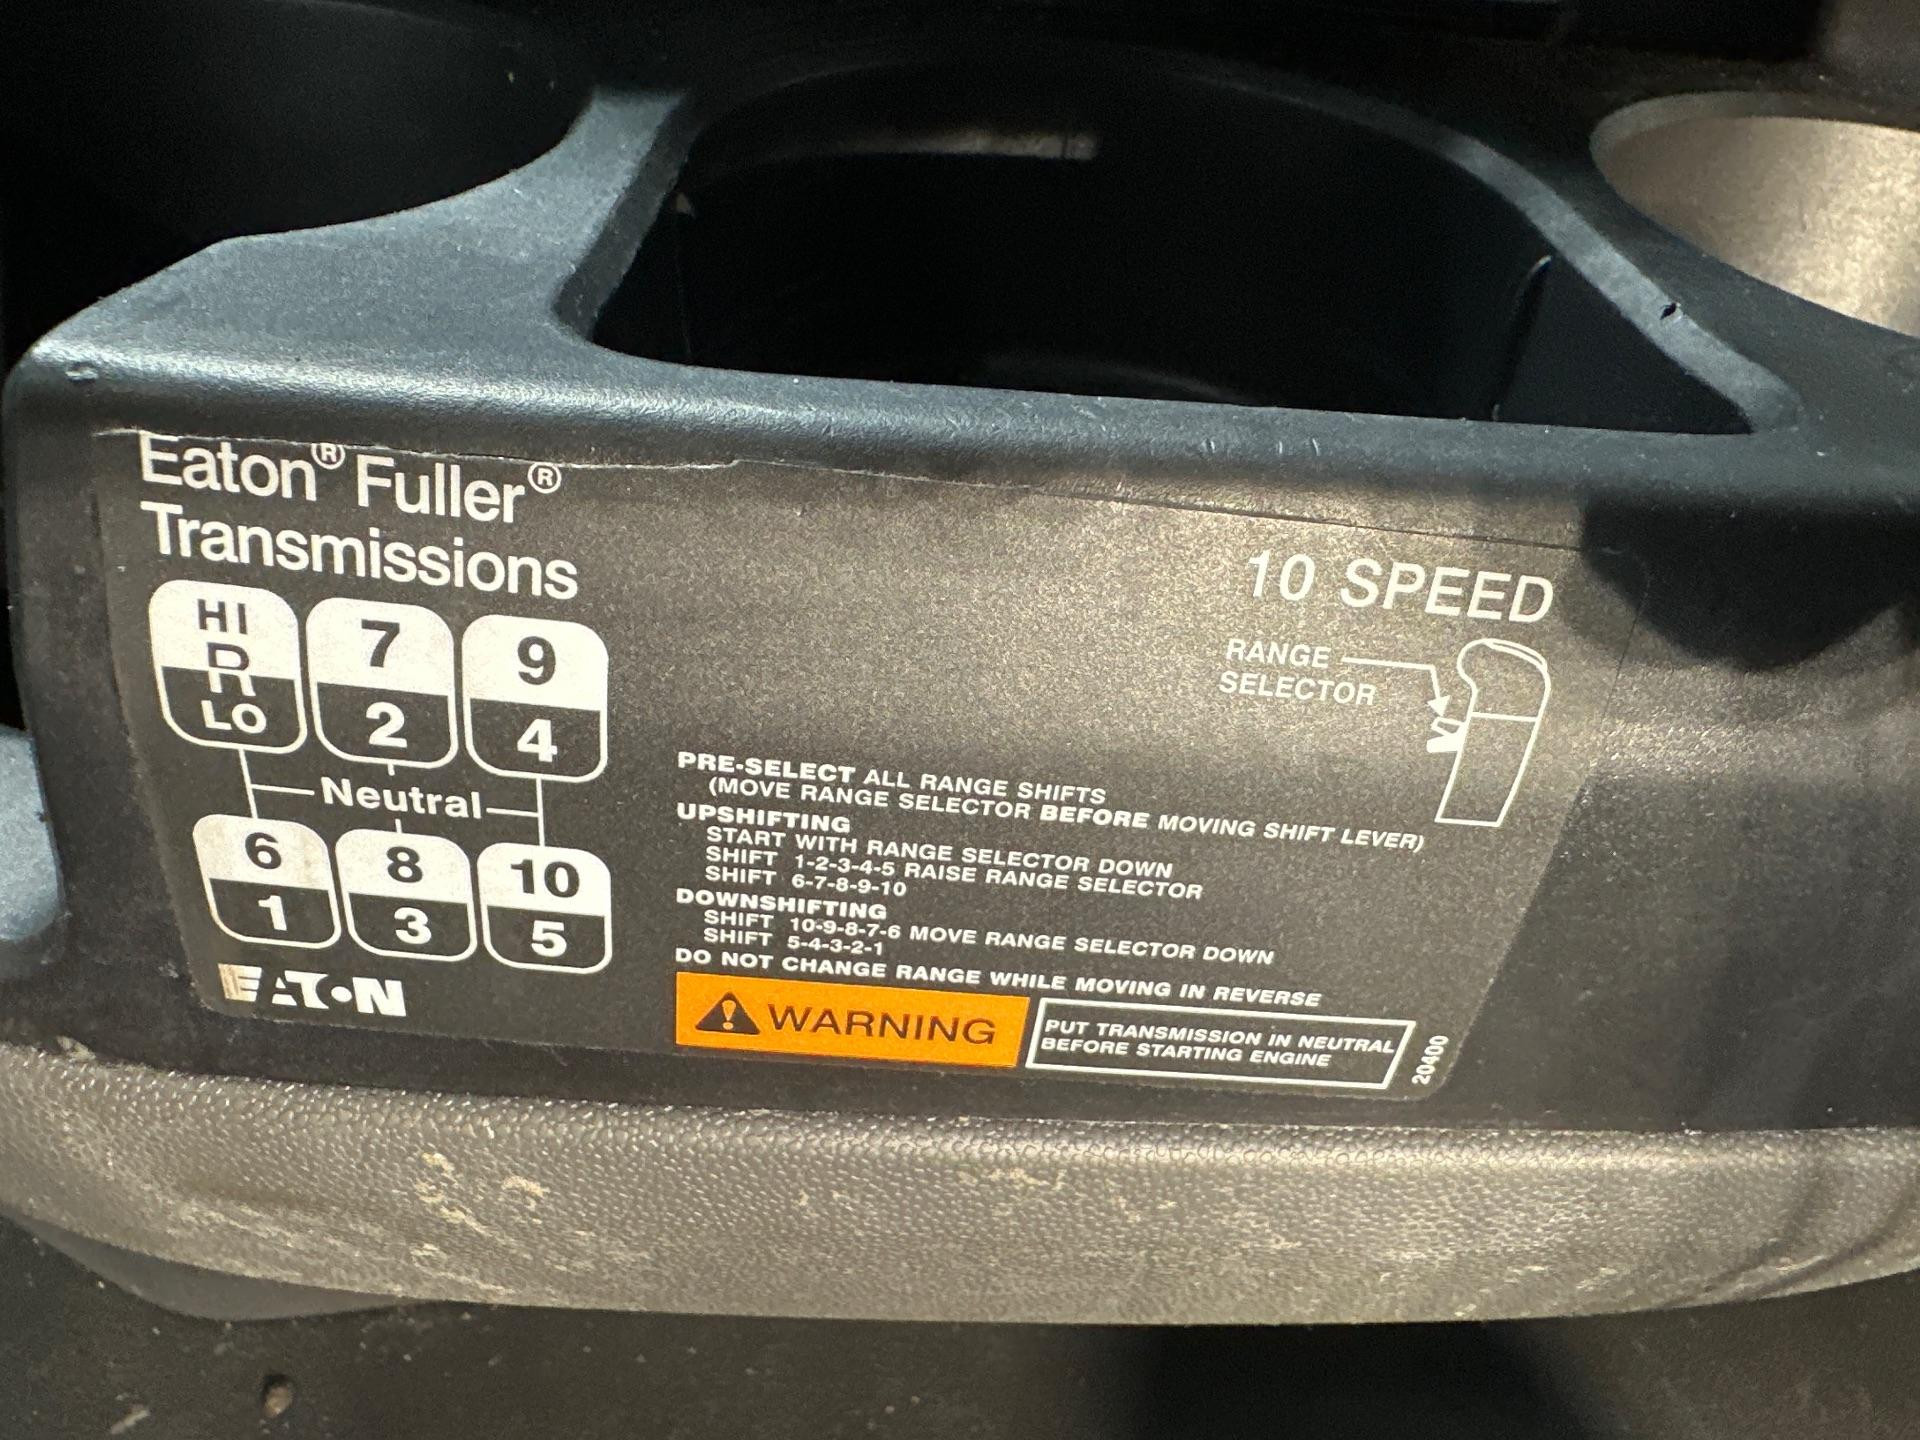 Eaton® Fuller®
Transmissions
10 SPEED
RANGE
SELECTOR
HI
R
LO
7
2
9
4
Neutral
6
1
8
3
10
5
EATON
PRE-SELECT ALL RANGE SHIFTS
(MOVE RANGE SELECTOR BEFORE MOVING SHIFT LEVER)
UPSHIFTING
START WITH RANGE SELECTOR DOWN
SHIFT 1-2-3-4-5 RAISE RANGE SELECTOR
SHIFT 6-7-8-9-10
DOWNSHIFTING
SHIFT 10-9-8-7-6 MOVE RANGE SELECTOR DOWN
SHIFT 5-4-3-2-1
DO NOT CHANGE RANGE WHILE MOVING IN REVERSE
WARNING
PUT TRANSMISSION IN NEUTRAL
BEFORE STARTING ENGINE
20400